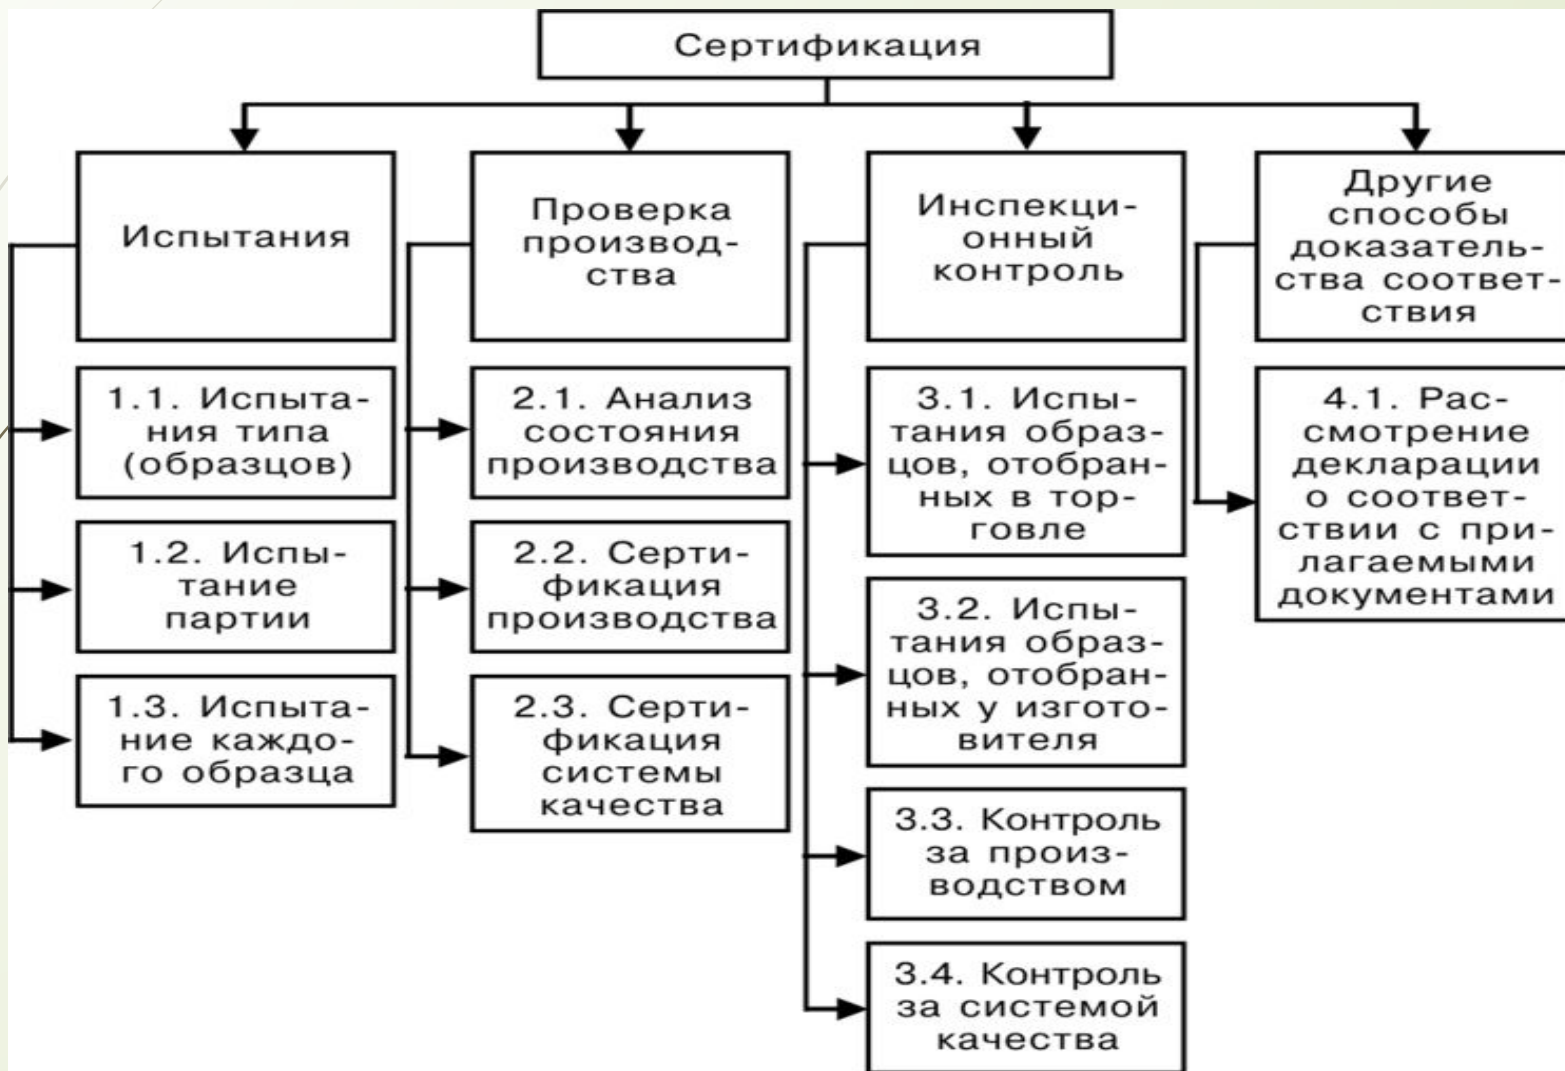 Сертификация
Испытания
1.1. Испыта-
ния типа
(образцов)
1.2. Испы-
тание
партии
1.3. Испыта-
ние каждо-
го образца
Проверка
производ-
ства
2.1. Анализ
состояния
производства
2.2. Серти-
фикация
производства
2.3. Серти-
фикация
системы
качества
Инспекци-
онный
контроль
3.1. Испы-
тания образ-
цов, отобран-
ных в тор-
говле
3.2. Испы-
тания образ-
цов, отобран-
ных у изгото-
вителя
3.3. Контроль
за произ-
водством
3.4. Контроль
за системой
качества
Другие
способы
доказатель-
ства соответ-
ствия
4.1. Рас-
смотрение
декларации
о соответ-
ствии с при-
лагаемыми
документами